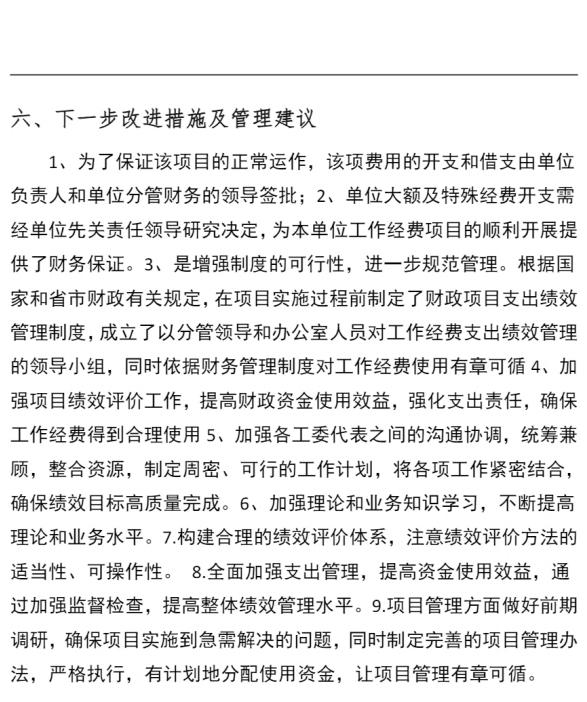 六、下一步改进措施及管理建议
1、为了保证该项目的正常运作，该项费用的开支和借支由单位
负责人和单位分管财务的领导签批；2、单位大额及特殊经费开支需
经单位先关责任领导研究决定，为本单位工作经费项目的顺利开展提
供了财务保证。3、是增强制度的可行性，进一步规范管理。根据国
家和省市财政有关规定，在项目实施过程前制定了财政项目支出绩效
管理制度，成立了以分管领导和办公室人员对工作经费支出绩效管理
的领导小组，同时依据财务管理制度对工作经费使用有章可循 4、加
强项目绩效评价工作，提高财政资金使用效益，强化支出责任，确保
工作经费得到合理使用 5、加强各工委代表之间的沟通协调，统筹兼
顾，整合资源，制定周密、可行的工作计划，将各项工作紧密结合，
确保绩效目标高质量完成。6、加强理论和业务知识学习，不断提高
理论和业务水平。7.构建合理的绩效评价体系，注意绩效评价方法的
适当性、可操作性。 8.全面加强支出管理，提高资金使用效益，通
过加强监督检查，提高整体绩效管理水平。9.项目管理方面做好前期
调研，确保项目实施到急需解决的问题，同时制定完善的项目管理办
法，严格执行，有计划地分配使用资金，让项目管理有章可循。